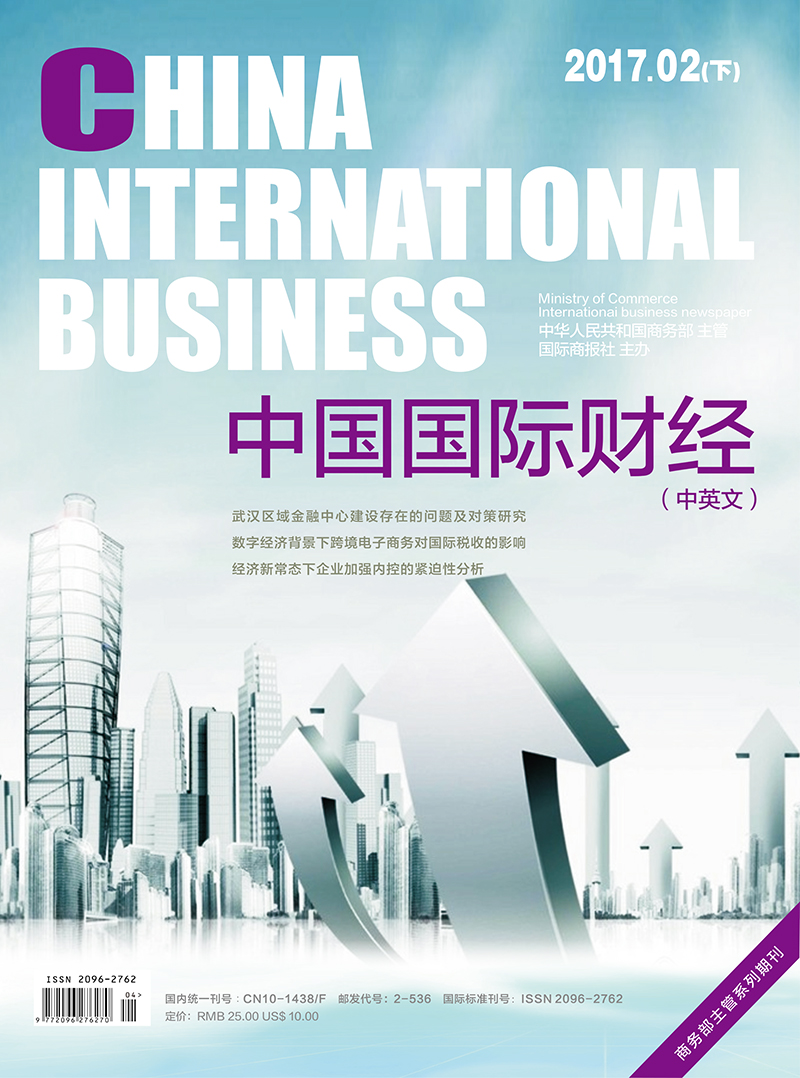 2017.02(下)
CHINA
INTERNATIONAL
BUSINESS
Ministry of Commerce
Internationai business newspaper
中华人民共和国商务部 主管
国际商报社 主办
中国国际财经
（中英文）
武汉区域金融中心建设存在的问题及对策研究
数字经济背景下跨境电子商务对国际税收的影响
经济新常态下企业加强内控的紧迫性分析
ISSN 2096-2762
04>
9 772096 276270
国内统一刊号：CN10-1438/F 邮发代号：2-536 国际标准刊号：ISSN 2096-2762
定价：RMB 25.00 US$ 10.00
商务部主管系列期刊